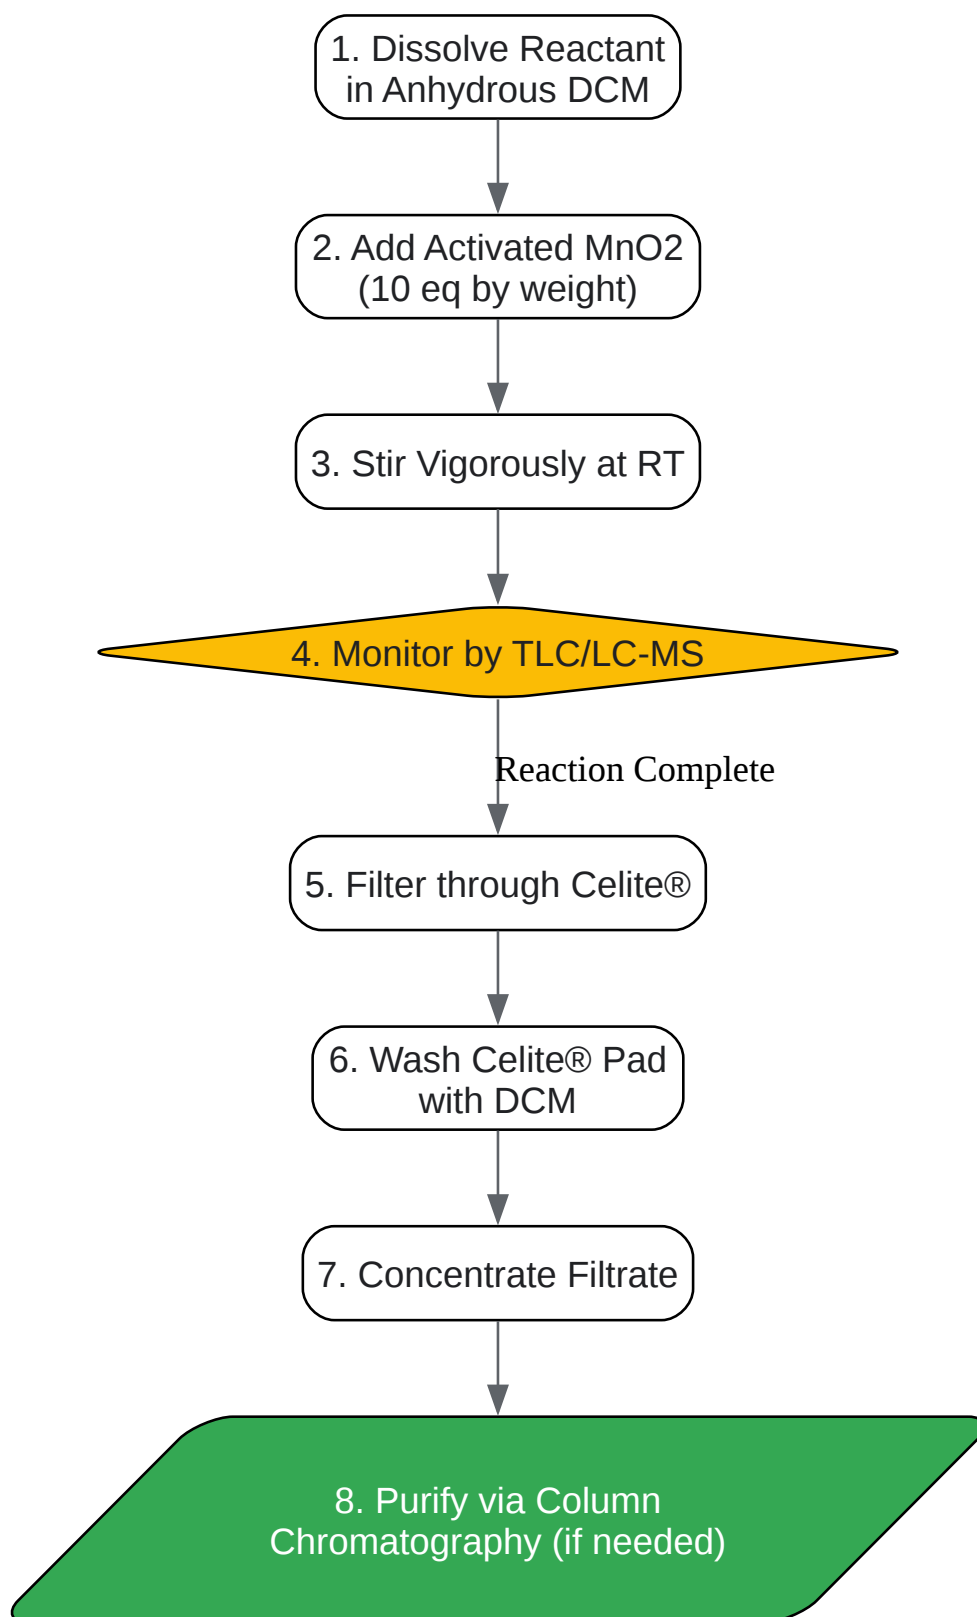 1. Dissolve Reactant
in Anhydrous DCM
2. Add Activated MnO2
(10 eq by weight)
3. Stir Vigorously at RT
4. Monitor by TLC/LC-MS
Reaction Complete
5. Filter through Celite®
6. Wash Celite® Pad
with DCM
7. Concentrate Filtrate
8. Purify via Column
Chromatography (if needed)